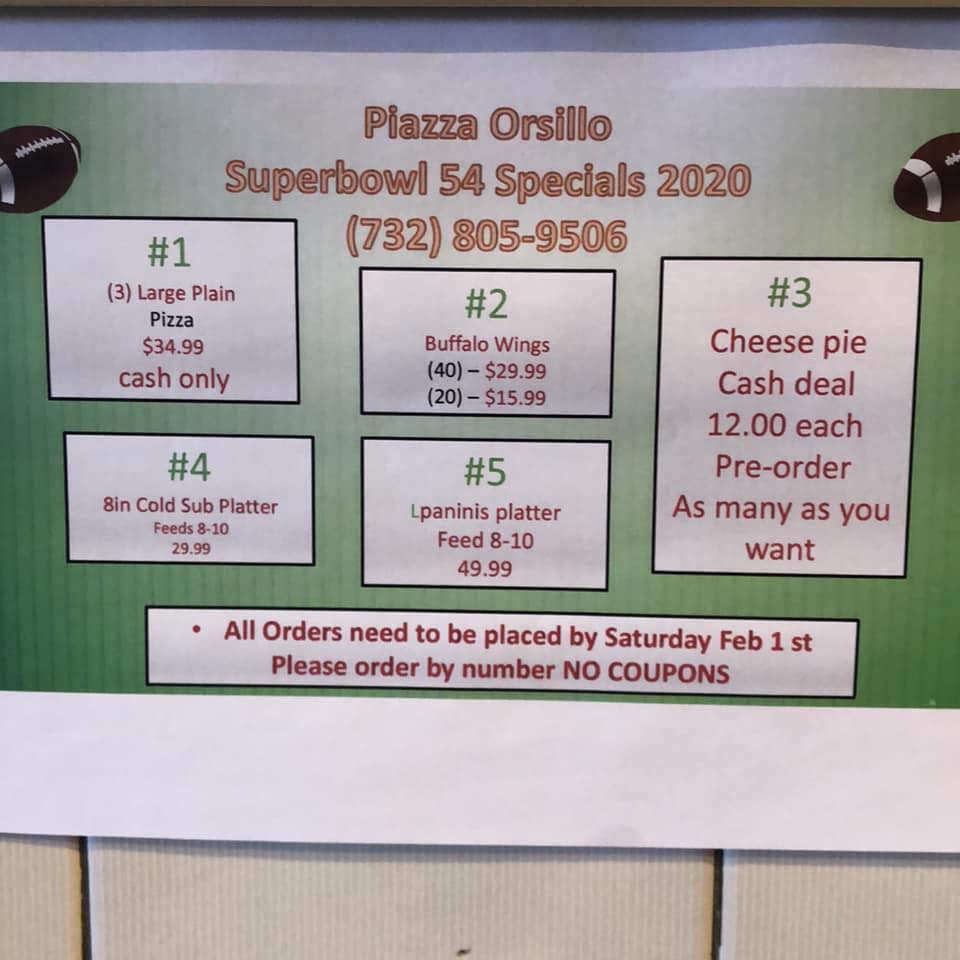 Piazza Orsillo
Superbowl 54 Specials 2020
(732) 805-9506
#1
(3) Large Plain
Pizza
$34.99
cash only
#2
Buffalo Wings
(40) – $29.99
(20) – $15.99
#3
Cheese pie
Cash deal
12.00 each
Pre-order
As many as you
want
#4
8in Cold Sub Platter
Feeds 8-10
29.99
#5
Lpaninis platter
Feed 8-10
49.99
• All Orders need to be placed by Saturday Feb 1 st
Please order by number NO COUPONS